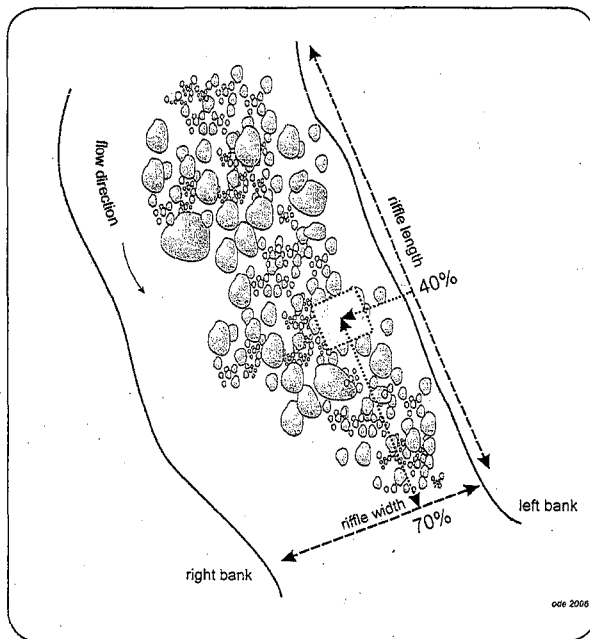 flow direction
riffle length
40%
riffle width
70%
left bank
right bank
ode 2006